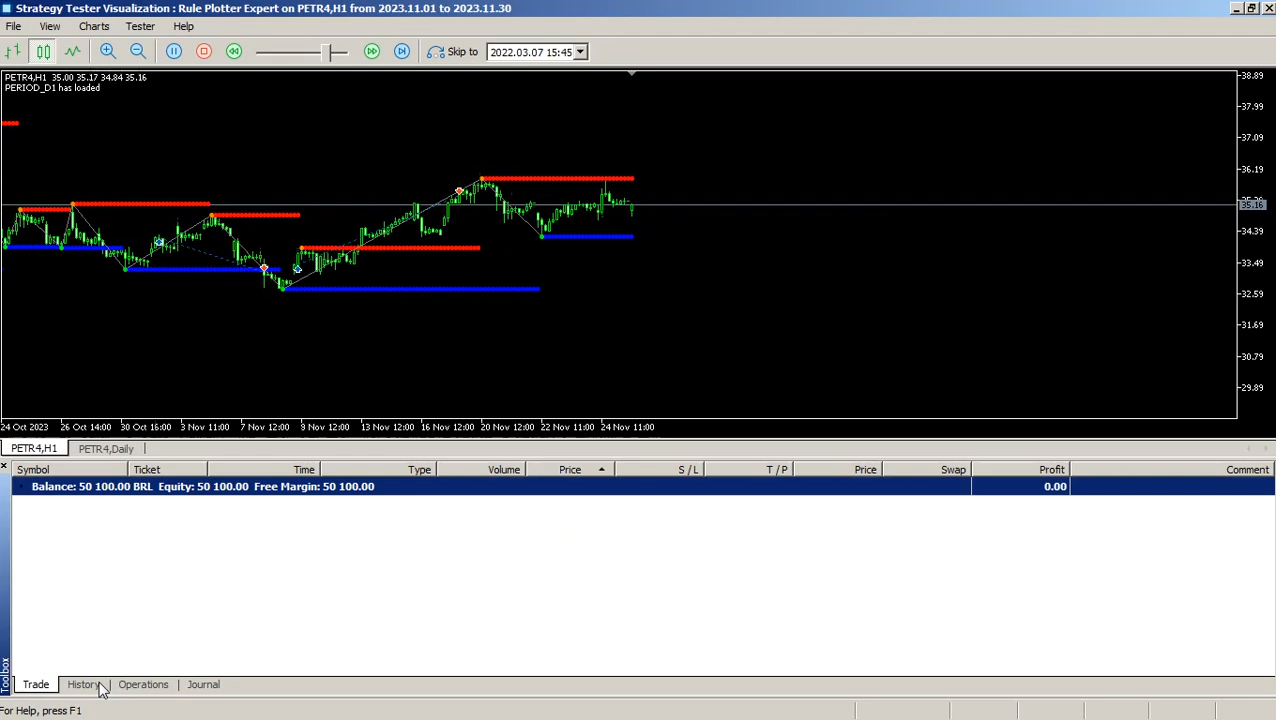 Strategy Tester Visualization: Rule Plotter Expert on PETR4,H1 from 2023.11.01 to 2023.11.30
File View Charts Tester Help
Skip to 2022.03.07 15:45
PETR4,H1 35.00 35.17 34.84 35.16
PERIOD_D1 has loaded
38.89
37.99
37.09
36.19
35.16
34.39
33.49
32.59
31.69
30.79
29.89
24 Oct 2023 26 Oct 14:00 30 Oct 16:00 3 Nov 11:00 7 Nov 12:00 9 Nov 12:00 13 Nov 12:00 16 Nov 12:00 20 Nov 12:00 22 Nov 11:00 24 Nov 11:00
PETR4,H1 PETR4,Daily
Symbol Ticket Time Type Volume Price S / L T / P Price Swap Profit Comment
Balance: 50 100.00 BRL Equity: 50 100.00 Free Margin: 50 100.00 0.00
Toolbox
Trade History Operations Journal
For Help, press F1